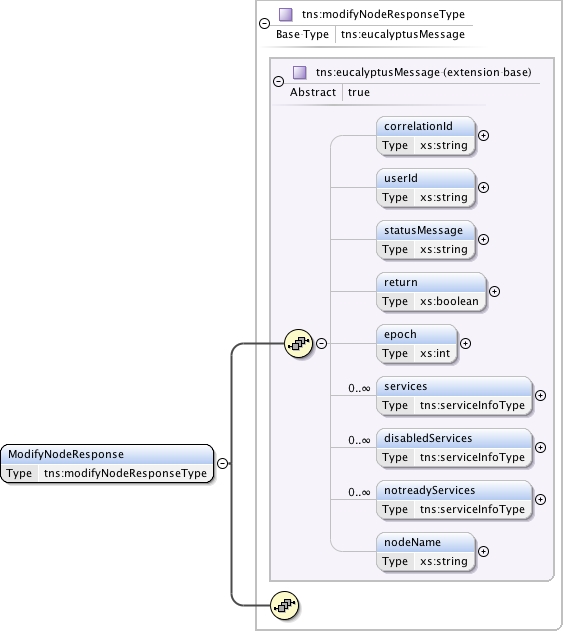 tns:modifyNodeResponseType
Base Type tns:eucalyptusMessage
tns:eucalyptusMessage (extension base)
Abstract true
correlationId
Type xs:string
userId
Type xs:string
statusMessage
Type xs:string
return
Type xs:boolean
epoch
Type xs:int
0..∞ services
Type tns:serviceInfoType
0..∞ disabledServices
Type tns:serviceInfoType
0..∞ notreadyServices
Type tns:serviceInfoType
nodeName
Type xs:string
ModifyNodeResponse
Type tns:modifyNodeResponseType